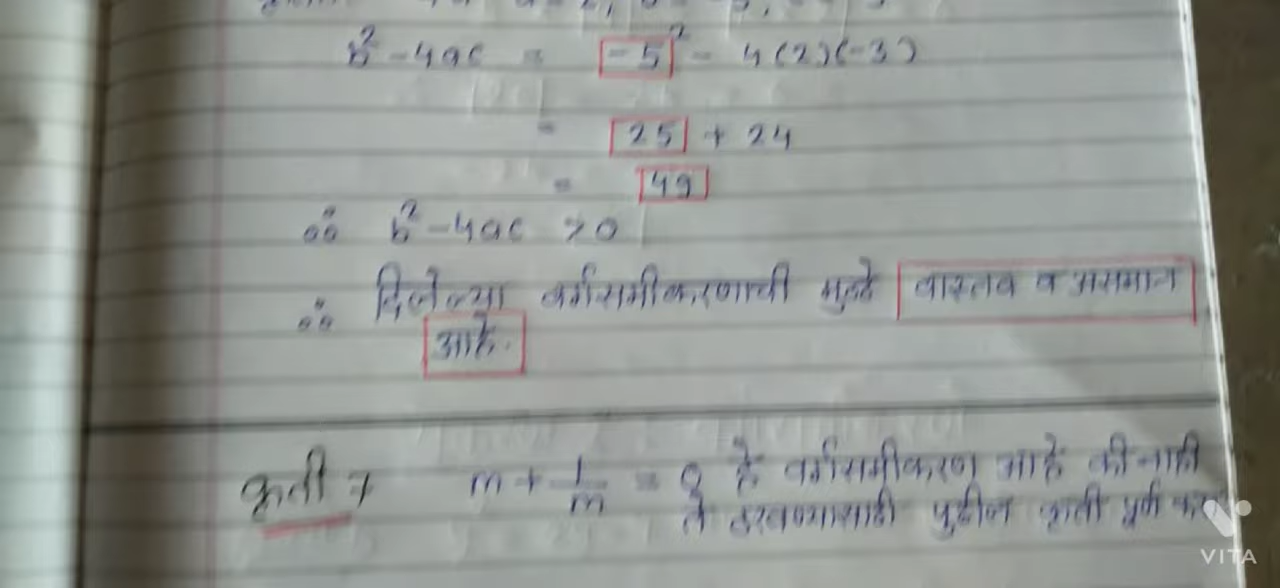 b² - 4ac = -5² - 4(2)(-3)
= 25 + 24
= 49
∴ b² - 4ac > 0
∴ दिलेल्या वर्गसमीकरणाची मुळे वास्तव व असमान
आहे.
कृती 7 m + 1/m = 0 हे वर्गसमीकरण आहे की नाही
ते ठरवण्यासाठी पुढील कृती पूर्ण करा
VITA